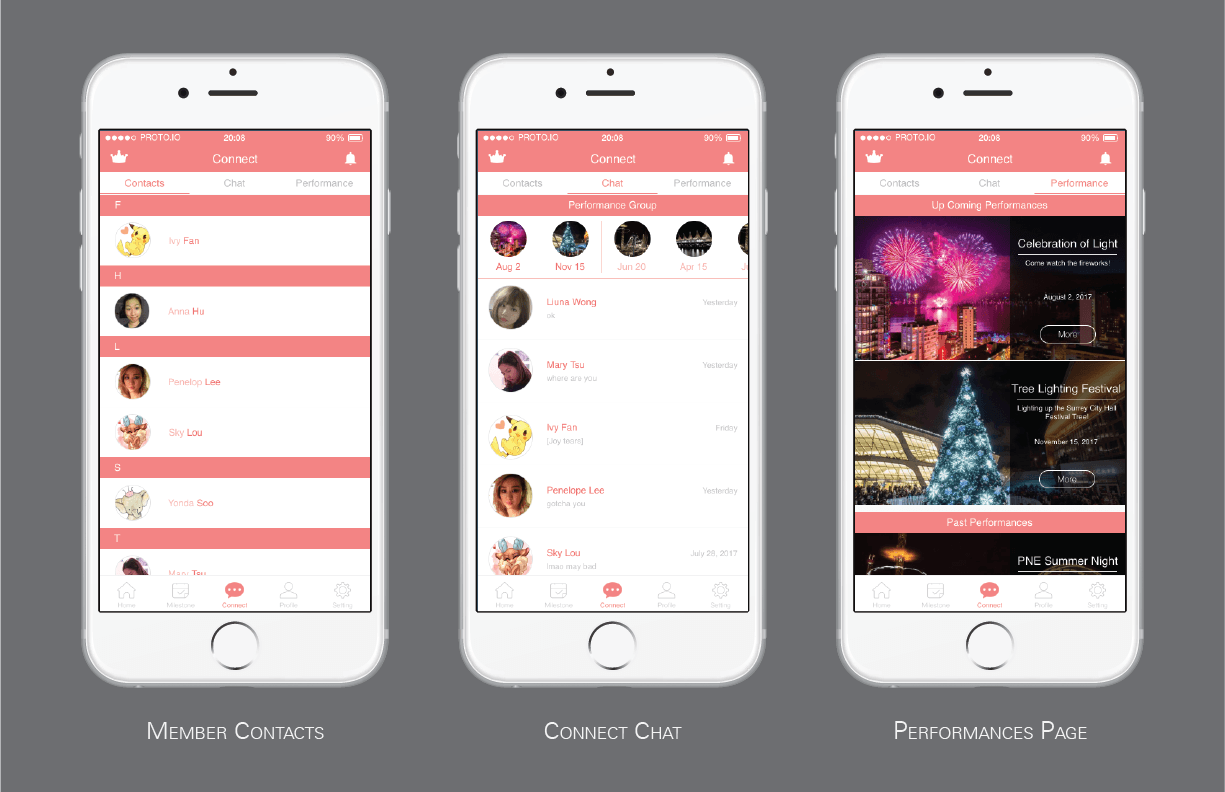 ●●●●○ PROTO.IO 20:08 90%
Connect
Contacts Chat Performance
F
Ivy Fan
H
Anna Hu
L
Penelop Lee
Sky Lou
S
Yonda Soo
T
Mary Tsu
Home Milestone Connect Profile Setting
MEMBER CONTACTS
●●●●○ PROTO.IO 20:08 90%
Connect
Contacts Chat Performance
Performance Group
Aug 2 Nov 15 Jun 20 Apr 15
Liuna Wong Yesterday
ok
Mary Tsu Yesterday
where are you
Ivy Fan Friday
[Joy tears]
Penelope Lee Yesterday
gotcha you
Sky Lou July 28, 2017
lmao may bad
Home Milestone Connect Profile Setting
CONNECT CHAT
●●●●○ PROTO.IO 20:08 90%
Connect
Contacts Chat Performance
Up Coming Performances
Celebration of Light
Come watch the fireworks!
August 2, 2017
More
Tree Lighting Festival
Lighting up the Surrey City Hall
Festival Tree!
November 15, 2017
More
Past Performances
PNE Summer Night
Home Milestone Connect Profile Setting
PERFORMANCES PAGE